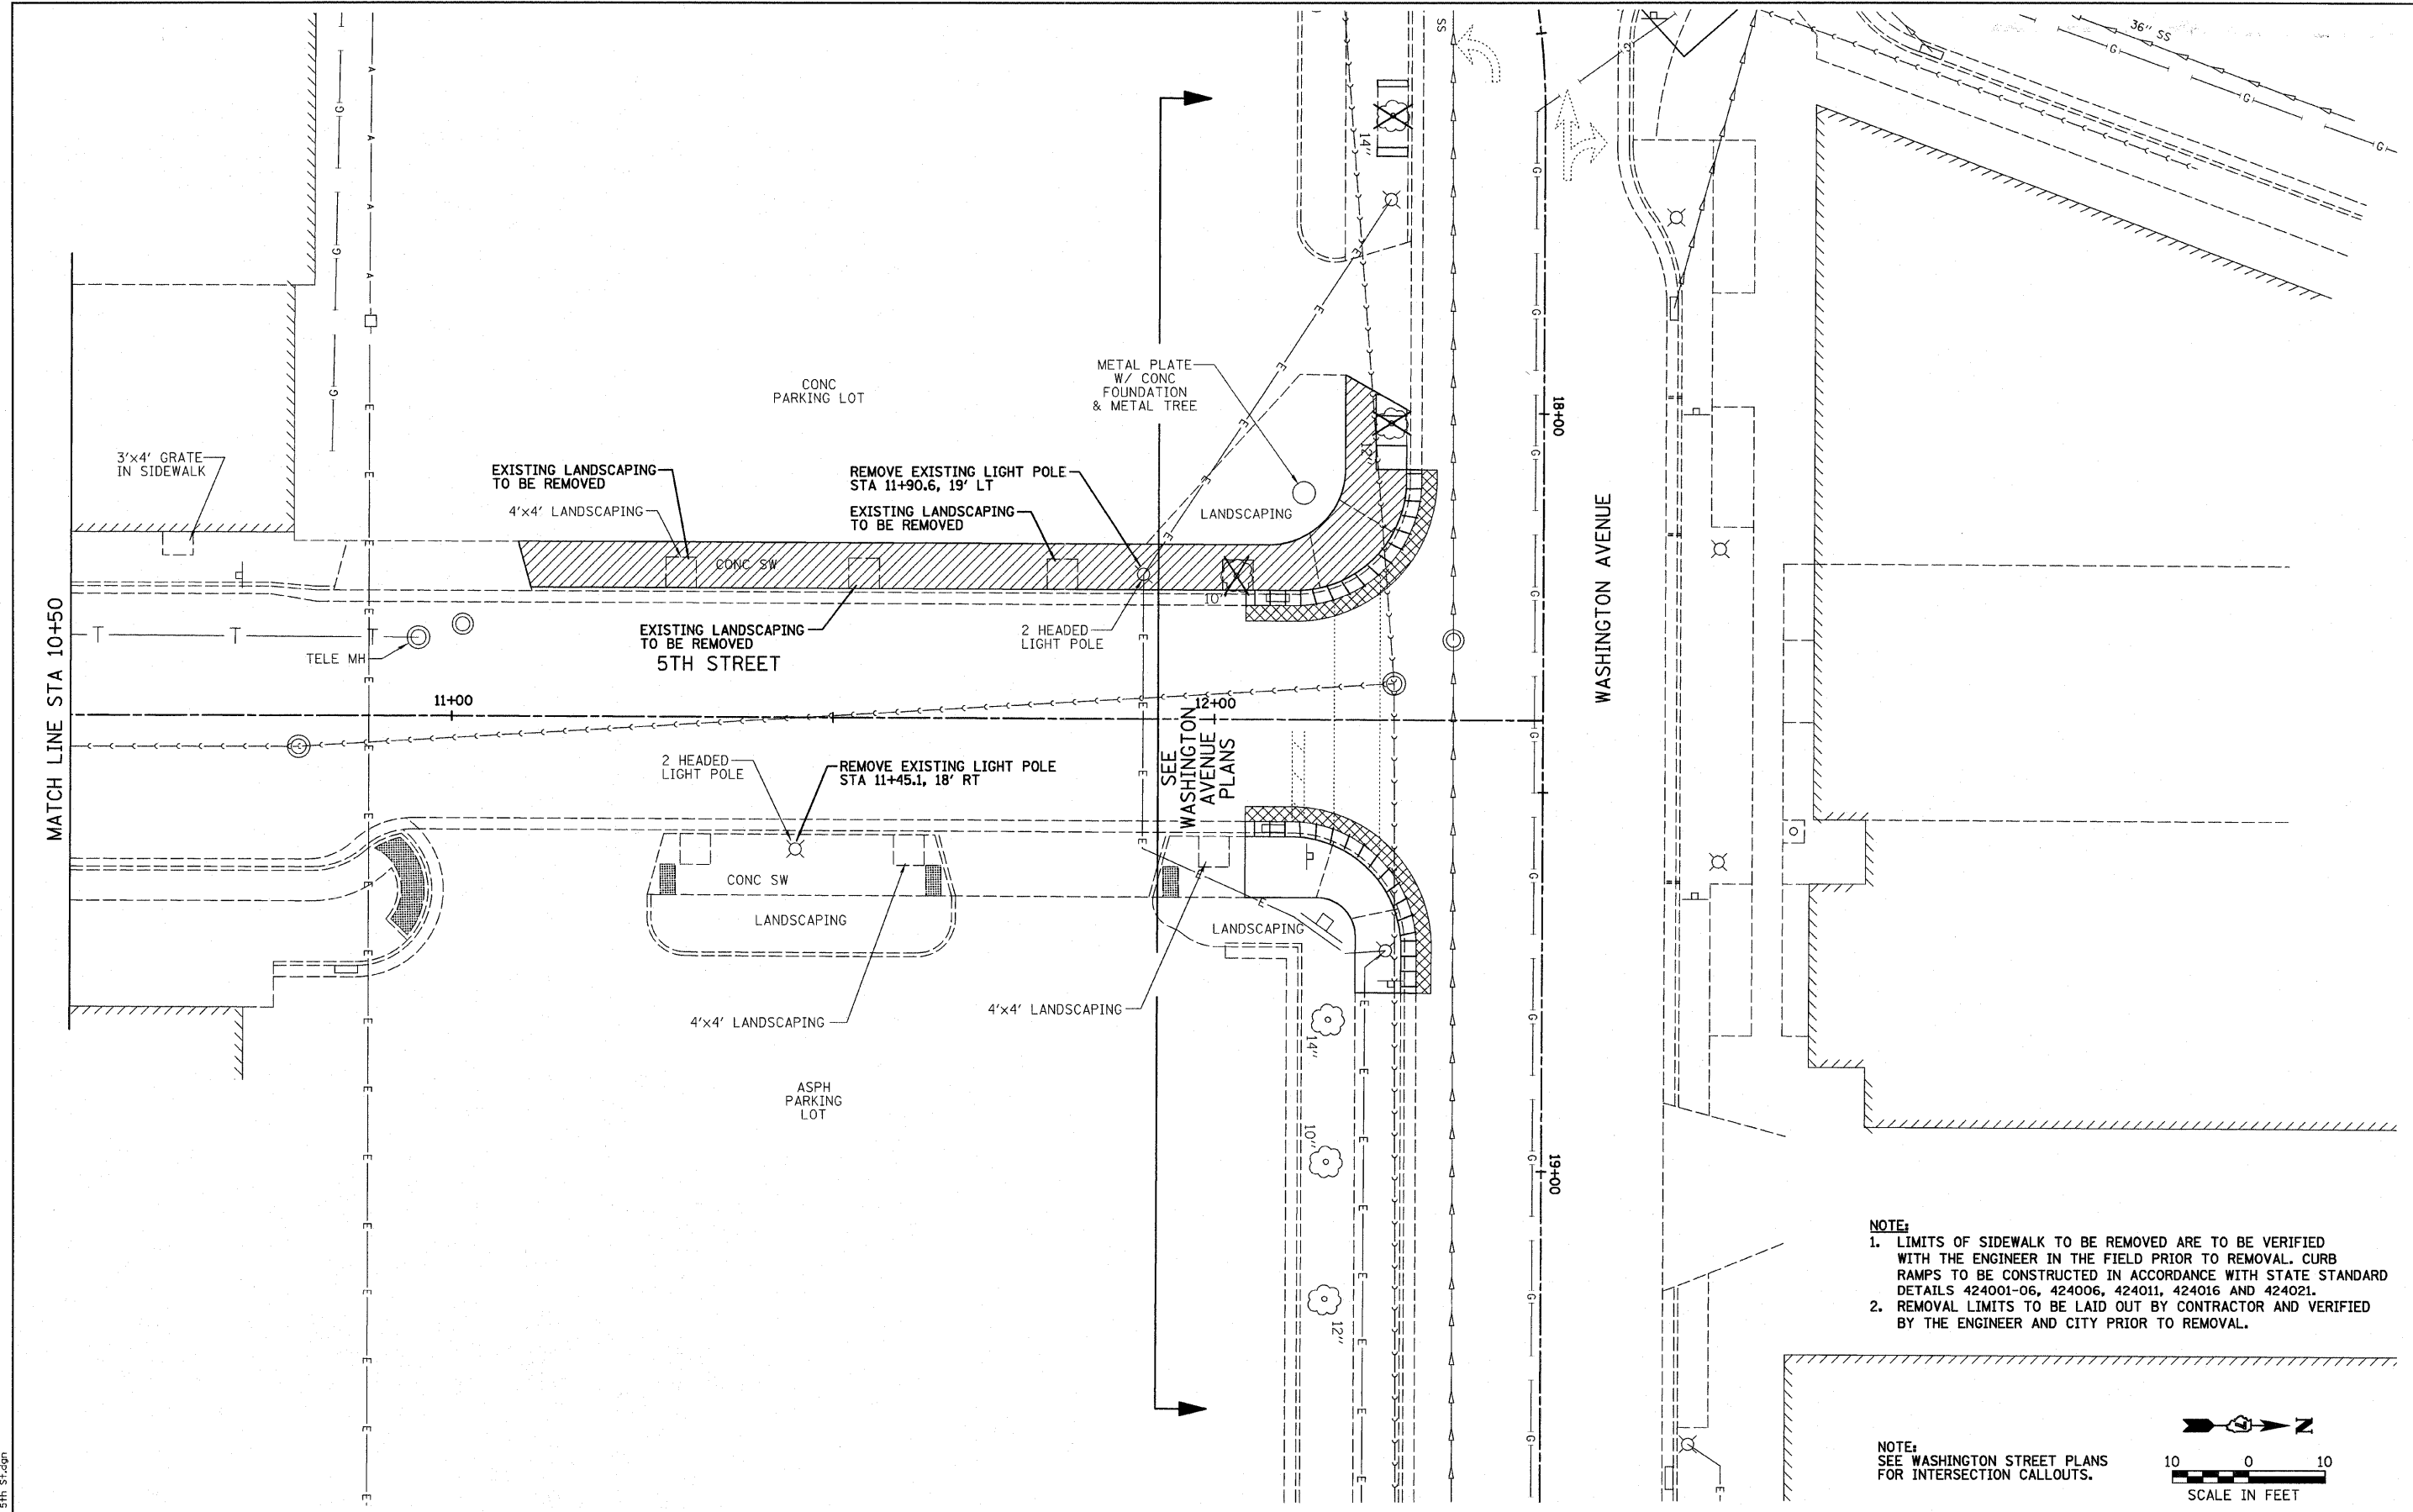 36" SS
SS
14"
METAL PLATE
W/ CONC
FOUNDATION
& METAL TREE
CONC
PARKING LOT
3'x4' GRATE
IN SIDEWALK
EXISTING LANDSCAPING
TO BE REMOVED
4'x4' LANDSCAPING
REMOVE EXISTING LIGHT POLE
STA 11+90.6, 19' LT
EXISTING LANDSCAPING
TO BE REMOVED
LANDSCAPING
12"
18+00
CONC SW
10'
WASHINGTON AVENUE
EXISTING LANDSCAPING
TO BE REMOVED
2 HEADED
LIGHT POLE
5TH STREET
TELE MH
MATCH LINE STA 10+50
11+00
12+00
SEE
WASHINGTON
AVENUE
PLANS
2 HEADED
LIGHT POLE
REMOVE EXISTING LIGHT POLE
STA 11+45.1, 18' RT
CONC SW
LANDSCAPING
LANDSCAPING
4'x4' LANDSCAPING
4'x4' LANDSCAPING
14"
ASPH
PARKING
LOT
10"
19+00
12"
NOTE:
1. LIMITS OF SIDEWALK TO BE REMOVED ARE TO BE VERIFIED
WITH THE ENGINEER IN THE FIELD PRIOR TO REMOVAL. CURB
RAMPS TO BE CONSTRUCTED IN ACCORDANCE WITH STATE STANDARD
DETAILS 424001-06, 424006, 424011, 424016 AND 424021.
2. REMOVAL LIMITS TO BE LAID OUT BY CONTRACTOR AND VERIFIED
BY THE ENGINEER AND CITY PRIOR TO REMOVAL.
NOTE:
SEE WASHINGTON STREET PLANS
FOR INTERSECTION CALLOUTS.
N
10 0 10
SCALE IN FEET
5th St.dgn